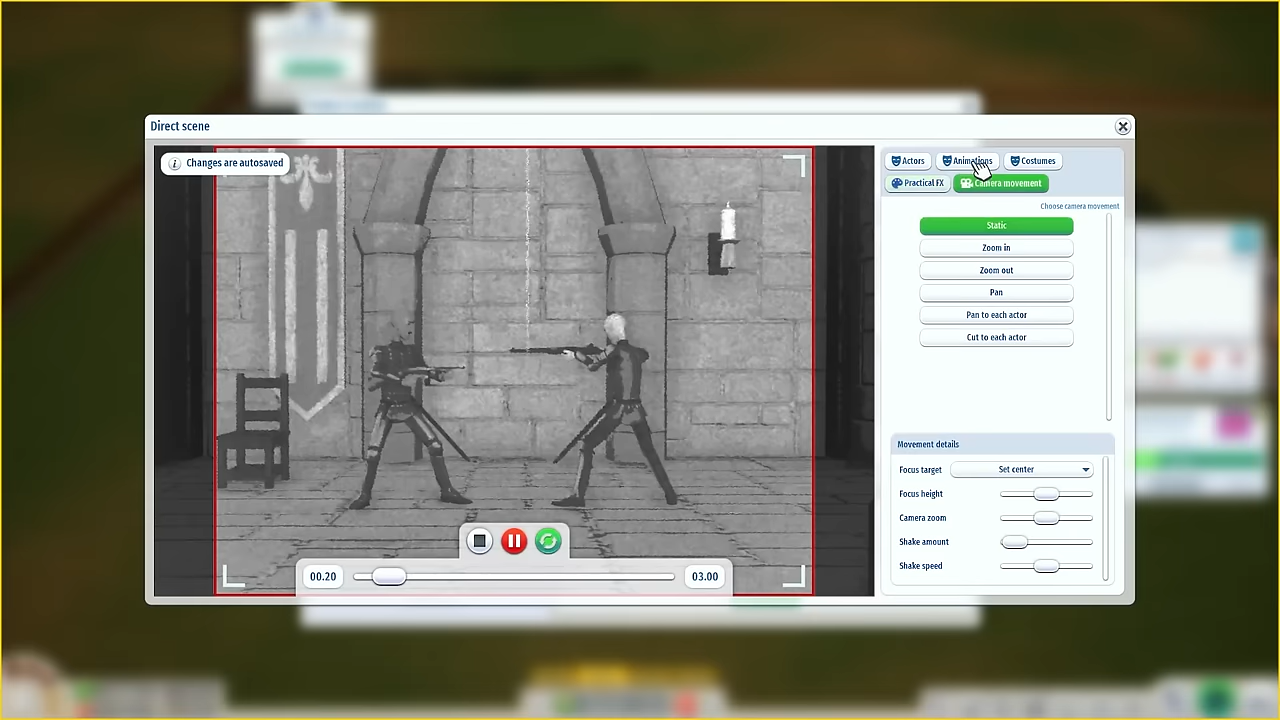 Direct scene
Changes are autosaved
Actors
Animations
Costumes
Practical FX
Camera movement
Choose camera movement
Static
Zoom in
Zoom out
Pan
Pan to each actor
Cut to each actor
Movement details
Focus target
Set center
Focus height
Camera zoom
Shake amount
Shake speed
00.20
03.00